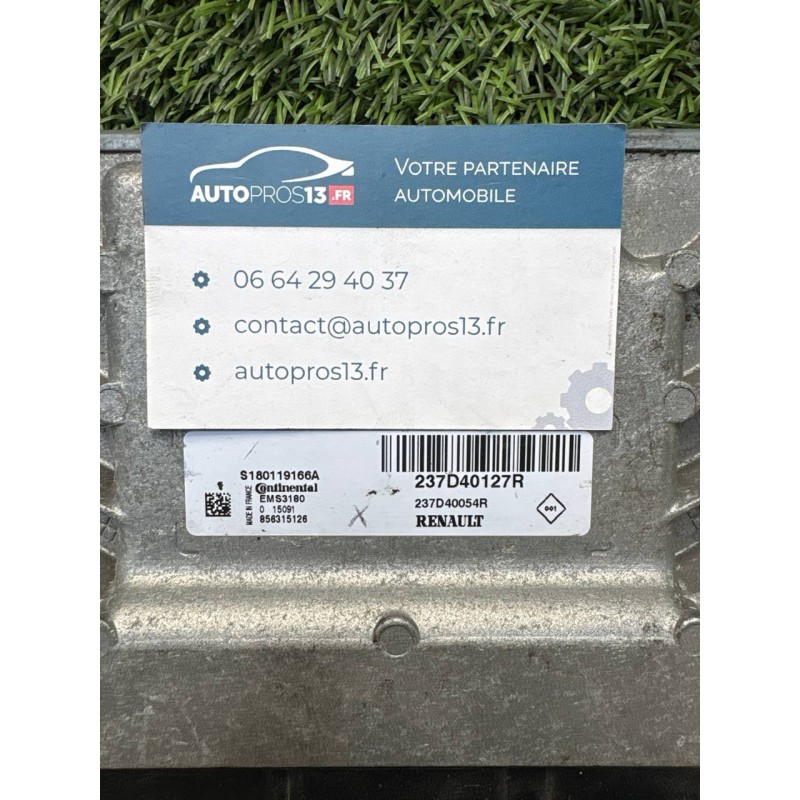 AUTOPROS13.FR
VOTRE PARTENAIRE
AUTOMOBILE
06 64 29 40 37
contact@autopros13.fr
autopros13.fr
S180119166A
MADE IN FRANCE
Continental
EMS3180
0 15091
856315126
X
237D40127R
237D40054R
RENAULT
001